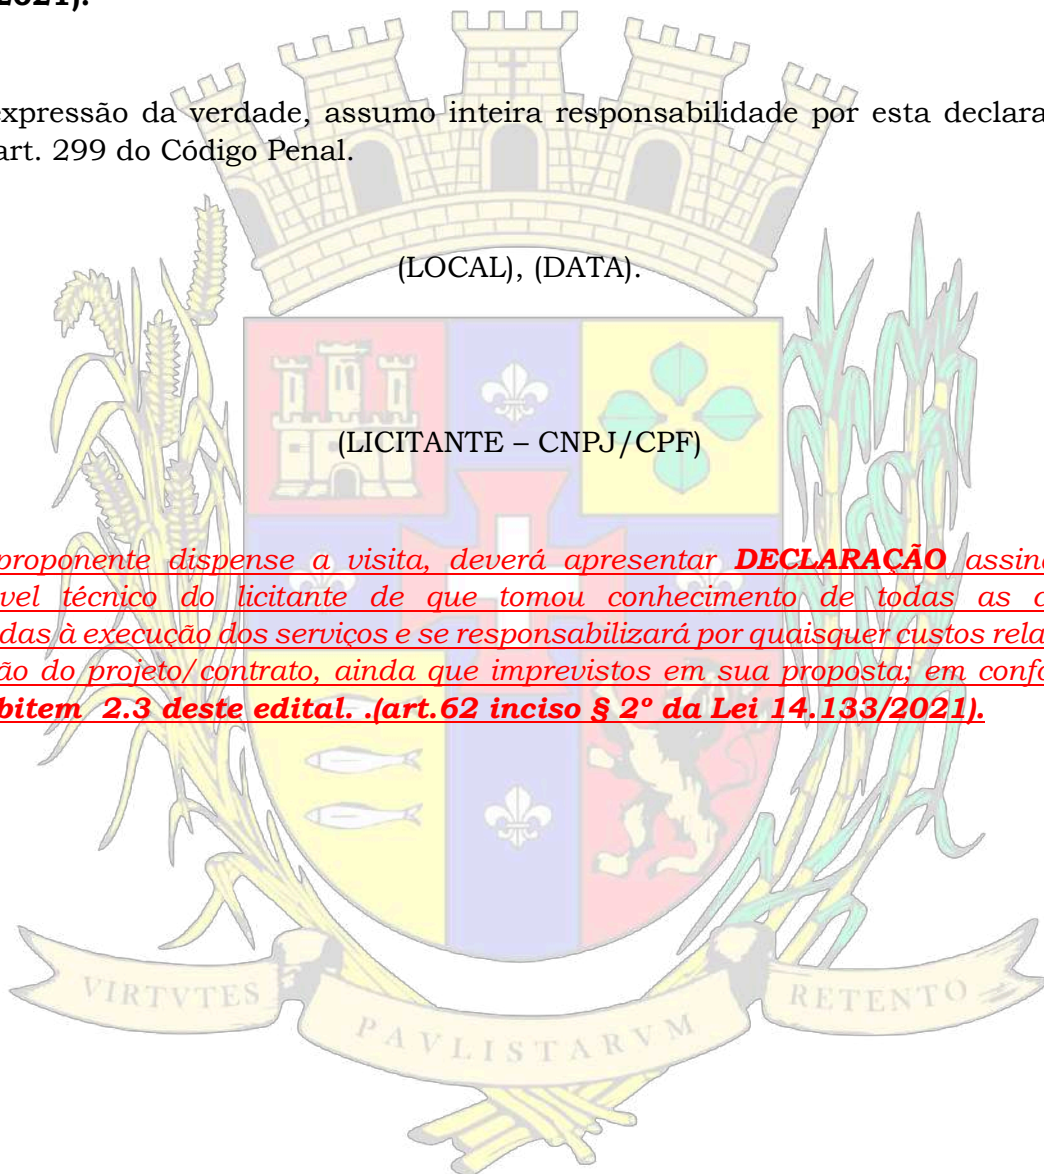 2021).
expressão da verdade, assumo inteira responsabilidade por esta declara
art. 299 do Código Penal.
(LOCAL), (DATA).
(LICITANTE – CNPJ/CPF)
proponente dispense a visita, deverá apresentar DECLARAÇÃO assin
vel técnico do licitante de que tomou conhecimento de todas as c
das à execução dos serviços e se responsabilizará por quaisquer custos rela
ão do projeto/contrato, ainda que imprevistos em sua proposta; em confo
bitem 2.3 deste edital. .(art.62 inciso § 2º da Lei 14.133/2021).
VIRTVTES PAVLISTARVM RETENTO